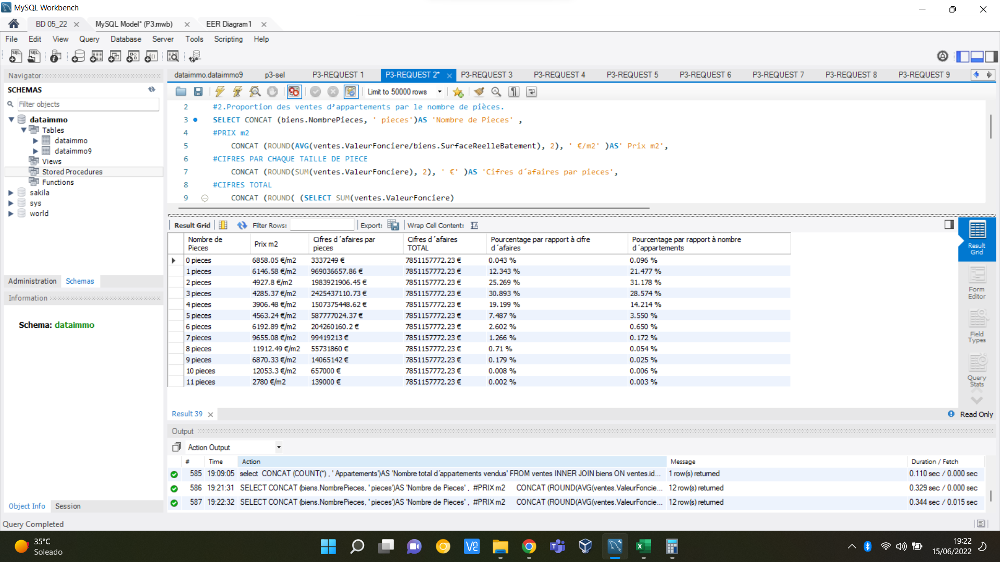 MySQL Workbench
BD 05_22
MySQL Model* (P3.mwb)
EER Diagram1
File Edit View Query Database Server Tools Scripting Help
Navigator
SCHEMAS
Filter objects
dataimmo
Tables
dataimmo
dataimmo9
Views
Stored Procedures
Functions
sakila
sys
world
Administration Schemas
Information
Schema: dataimmo
Object Info Session
dataimmo.dataimmo9 p3-sel P3-REQUEST 1 P3-REQUEST 2* P3-REQUEST 3 P3-REQUEST 4 P3-REQUEST 5 P3-REQUEST 6 P3-REQUEST 7 P3-REQUEST 8 P3-REQUEST 9
Limit to 50000 rows
2 #2.Proportion des ventes d’appartements par le nombre de pièces.
3 SELECT CONCAT (biens.NombrePieces, ' pieces')AS 'Nombre de Pieces' ,
4 #PRIX m2
5 CONCAT (ROUND(AVG(ventes.ValeurFonciere/biens.SurfaceReelleBatement), 2), ' €/m2' )AS' Prix m2',
6 #CIFRES PAR CHAQUE TAILLE DE PIECE
7 CONCAT (ROUND(SUM(ventes.ValeurFonciere), 2), ' €' )AS 'Cifres d´afaires par pieces',
8 #CIFRES TOTAL
9 CONCAT (ROUND( (SELECT SUM(ventes.ValeurFonciere)
Result Grid Filter Rows: Export: Wrap Cell Content:
Nombre de Pieces Prix m2 Cifres d´afaires par pieces Cifres d´afaires TOTAL Pourcentage par rapport à cifre d´afaires Pourcentage par rapport à nombre d´appartements
0 pieces 6858.05 €/m2 3337249 € 7851157772.23 € 0.043 % 0.096 %
1 pieces 6146.58 €/m2 969036657.86 € 7851157772.23 € 12.343 % 21.477 %
2 pieces 4927.8 €/m2 1983921906.45 € 7851157772.23 € 25.269 % 31.178 %
3 pieces 4285.37 €/m2 2425437110.73 € 7851157772.23 € 30.893 % 28.574 %
4 pieces 3906.48 €/m2 1507375448.62 € 7851157772.23 € 19.199 % 14.214 %
5 pieces 4563.24 €/m2 587777024.37 € 7851157772.23 € 7.487 % 3.550 %
6 pieces 6192.89 €/m2 204260160.2 € 7851157772.23 € 2.602 % 0.650 %
7 pieces 9655.08 €/m2 99419213 € 7851157772.23 € 1.266 % 0.172 %
8 pieces 11912.49 €/m2 55731860 € 7851157772.23 € 0.71 % 0.054 %
9 pieces 6870.33 €/m2 14065142 € 7851157772.23 € 0.179 % 0.025 %
10 pieces 12053.3 €/m2 657000 € 7851157772.23 € 0.008 % 0.006 %
11 pieces 2780 €/m2 139000 € 7851157772.23 € 0.002 % 0.003 %
Result Grid
Form Editor
Field Types
Query Stats
Result 39
Read Only
Output
Action Output
# Time Action Message Duration / Fetch
585 19:09:05 select CONCAT (COUNT(*) , ' Appartements')AS 'Nombre total d´appartements vendus' FROM ventes INNER JOIN biens ON ventes.id... 1 row(s) returned 0.110 sec / 0.000 sec
586 19:21:31 SELECT CONCAT (biens.NombrePieces, ' pieces')AS 'Nombre de Pieces' , #PRIX m2 CONCAT (ROUND(AVG(ventes.ValeurFoncie... 12 row(s) returned 0.329 sec / 0.000 sec
587 19:22:32 SELECT CONCAT (biens.NombrePieces, ' pieces')AS 'Nombre de Pieces' , #PRIX m2 CONCAT (ROUND(AVG(ventes.ValeurFoncie... 12 row(s) returned 0.344 sec / 0.015 sec
Query Completed
35°C
Soleado
19:22
15/06/2022